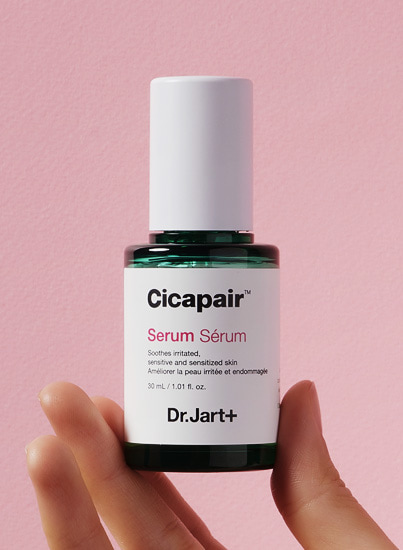 Cicapair™
Serum Sérum
Soothes irritated,
sensitive and sensitized skin
Améliorer la peau irritée et endommagée
30 mL / 1.01 fl. oz.
Dr.Jart+